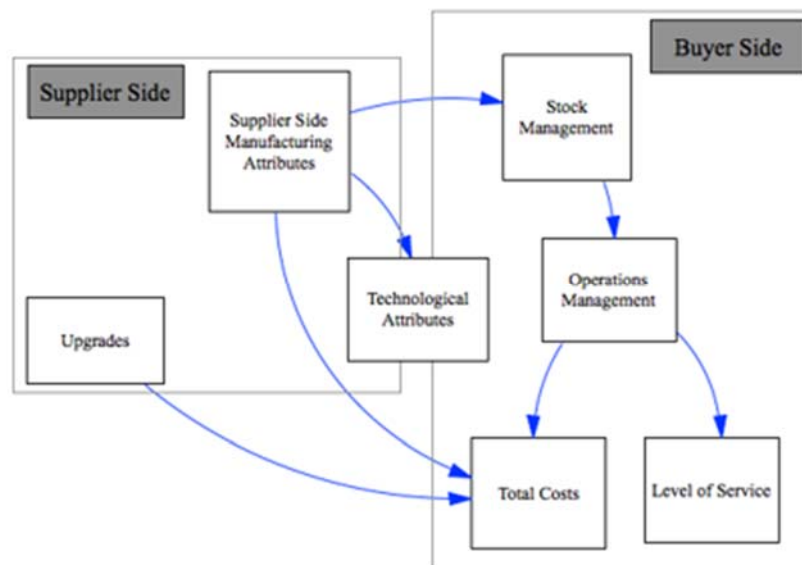 Supplier Side
Supplier Side
Manufacturing
Attributes
Upgrades
Technological
Attributes
Buyer Side
Stock
Management
Operations
Management
Total Costs
Level of Service